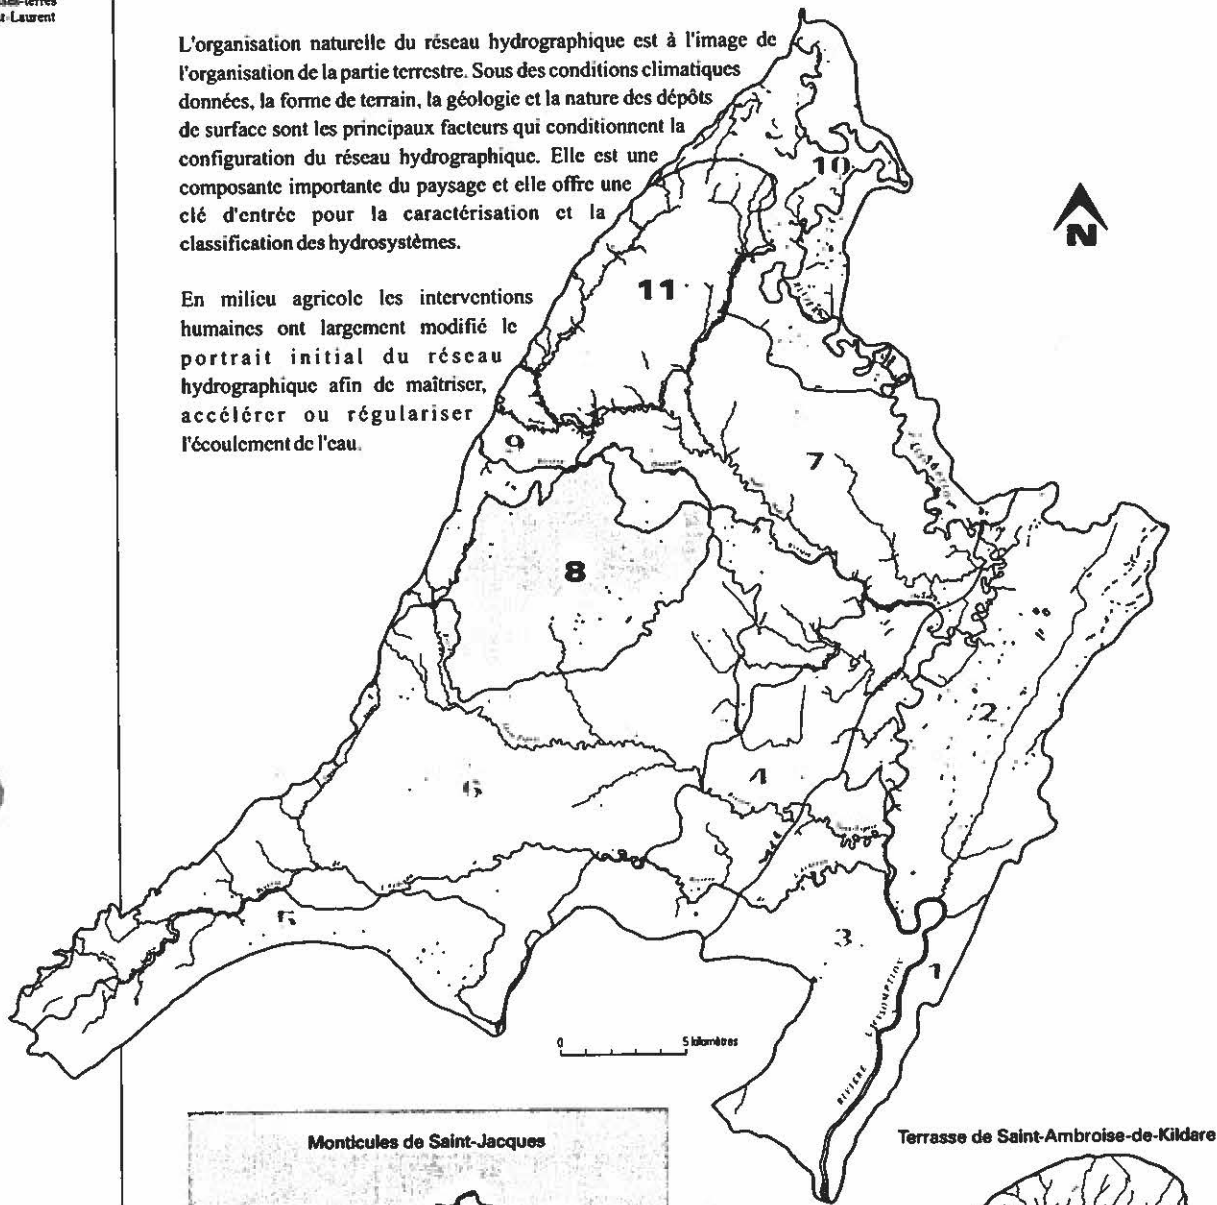 t-Laurent
L'organisation naturelle du réseau hydrographique est à l'image de
l'organisation de la partie terrestre. Sous des conditions climatiques
données, la forme de terrain, la géologie et la nature des dépôts
de surface sont les principaux facteurs qui conditionnent la
configuration du réseau hydrographique. Elle est une
composante importante du paysage et elle offre une
clé d'entrée pour la caractérisation et la
classification des hydrosystèmes.
En milieu agricole les interventions
humaines ont largement modifié le
portrait initial du réseau
hydrographique afin de maîtriser,
accélérer ou régulariser
l'écoulement de l'eau.
N
10
11
9
7
8
2
6
4
5
3
1
RIVIÈRE L'ASSOMPTION
0 5 kilomètres
Monticules de Saint-Jacques
Terrasse de Saint-Ambroise-de-Kildare